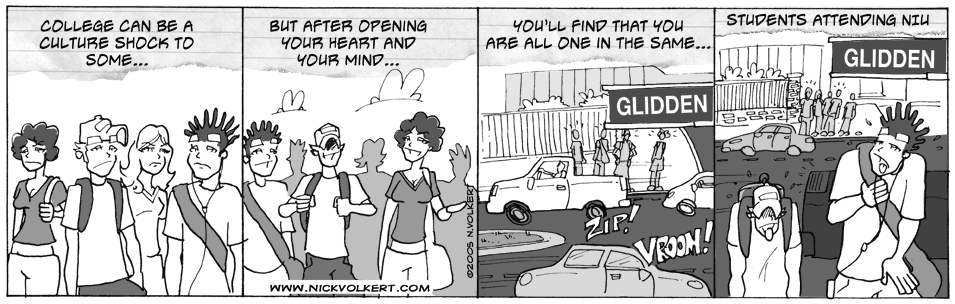 COLLEGE CAN BE A
CULTURE SHOCK TO
SOME...
BUT AFTER OPENING
YOUR HEART AND
YOUR MIND...
WWW.NICKVOLKERT.COM
©2005 N.VOLKERT
YOU'LL FIND THAT YOU
ARE ALL ONE IN THE SAME...
GLIDDEN
ZIP!
VROOM!
STUDENTS ATTENDING NIU
GLIDDEN